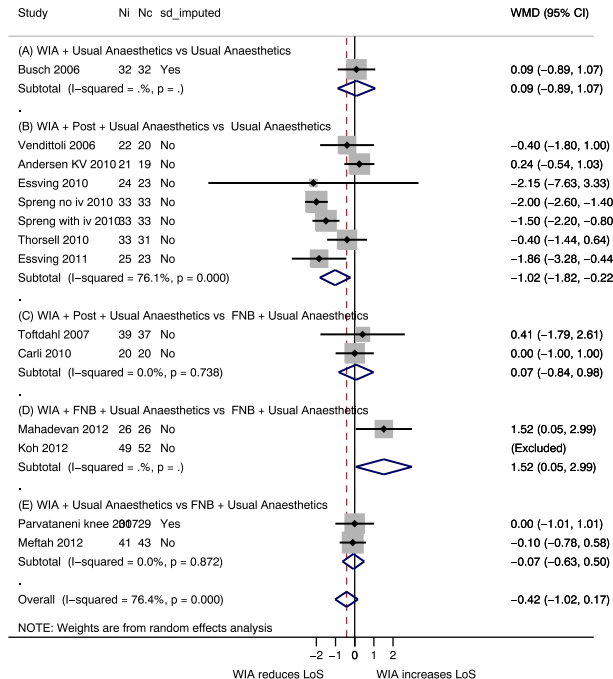 Study Ni Nc sd_imputed WMD (95% CI)
(A) WIA + Usual Anaesthetics vs Usual Anaesthetics
Busch 2006 32 32 Yes 0.09 (−0.89, 1.07)
Subtotal (I−squared = .%, p = .) 0.09 (−0.89, 1.07)
.
(B) WIA + Post + Usual Anaesthetics vs Usual Anaesthetics
Vendittoli 2006 22 20 No −0.40 (−1.80, 1.00)
Andersen KV 2010 21 19 No 0.24 (−0.54, 1.03)
Essving 2010 24 23 No −2.15 (−7.63, 3.33)
Spreng no iv 2010 33 33 No −2.00 (−2.60, −1.40)
Spreng with iv 2010 33 33 No −1.50 (−2.20, −0.80)
Thorsell 2010 33 31 No −0.40 (−1.44, 0.64)
Essving 2011 25 23 No −1.86 (−3.28, −0.44)
Subtotal (I−squared = 76.1%, p = 0.000) −1.02 (−1.82, −0.22)
.
(C) WIA + Post + Usual Anaesthetics vs FNB + Usual Anaesthetics
Toftdahl 2007 39 37 No 0.41 (−1.79, 2.61)
Carli 2010 20 20 No 0.00 (−1.00, 1.00)
Subtotal (I−squared = 0.0%, p = 0.738) 0.07 (−0.84, 0.98)
.
(D) WIA + FNB + Usual Anaesthetics vs FNB + Usual Anaesthetics
Mahadevan 2012 26 26 No 1.52 (0.05, 2.99)
Koh 2012 49 52 No (Excluded)
Subtotal (I−squared = .%, p = .) 1.52 (0.05, 2.99)
.
(E) WIA + Usual Anaesthetics vs FNB + Usual Anaesthetics
Parvataneni knee 29 Yes 0.00 (−1.01, 1.01)
Meftah 2012 41 43 No −0.10 (−0.78, 0.58)
Subtotal (I−squared = 0.0%, p = 0.872) −0.07 (−0.63, 0.50)
.
Overall (I−squared = 76.4%, p = 0.000) −0.42 (−1.02, 0.17)
NOTE: Weights are from random effects analysis
−2 −1 0 1 2
WIA reduces LoS WIA increases LoS